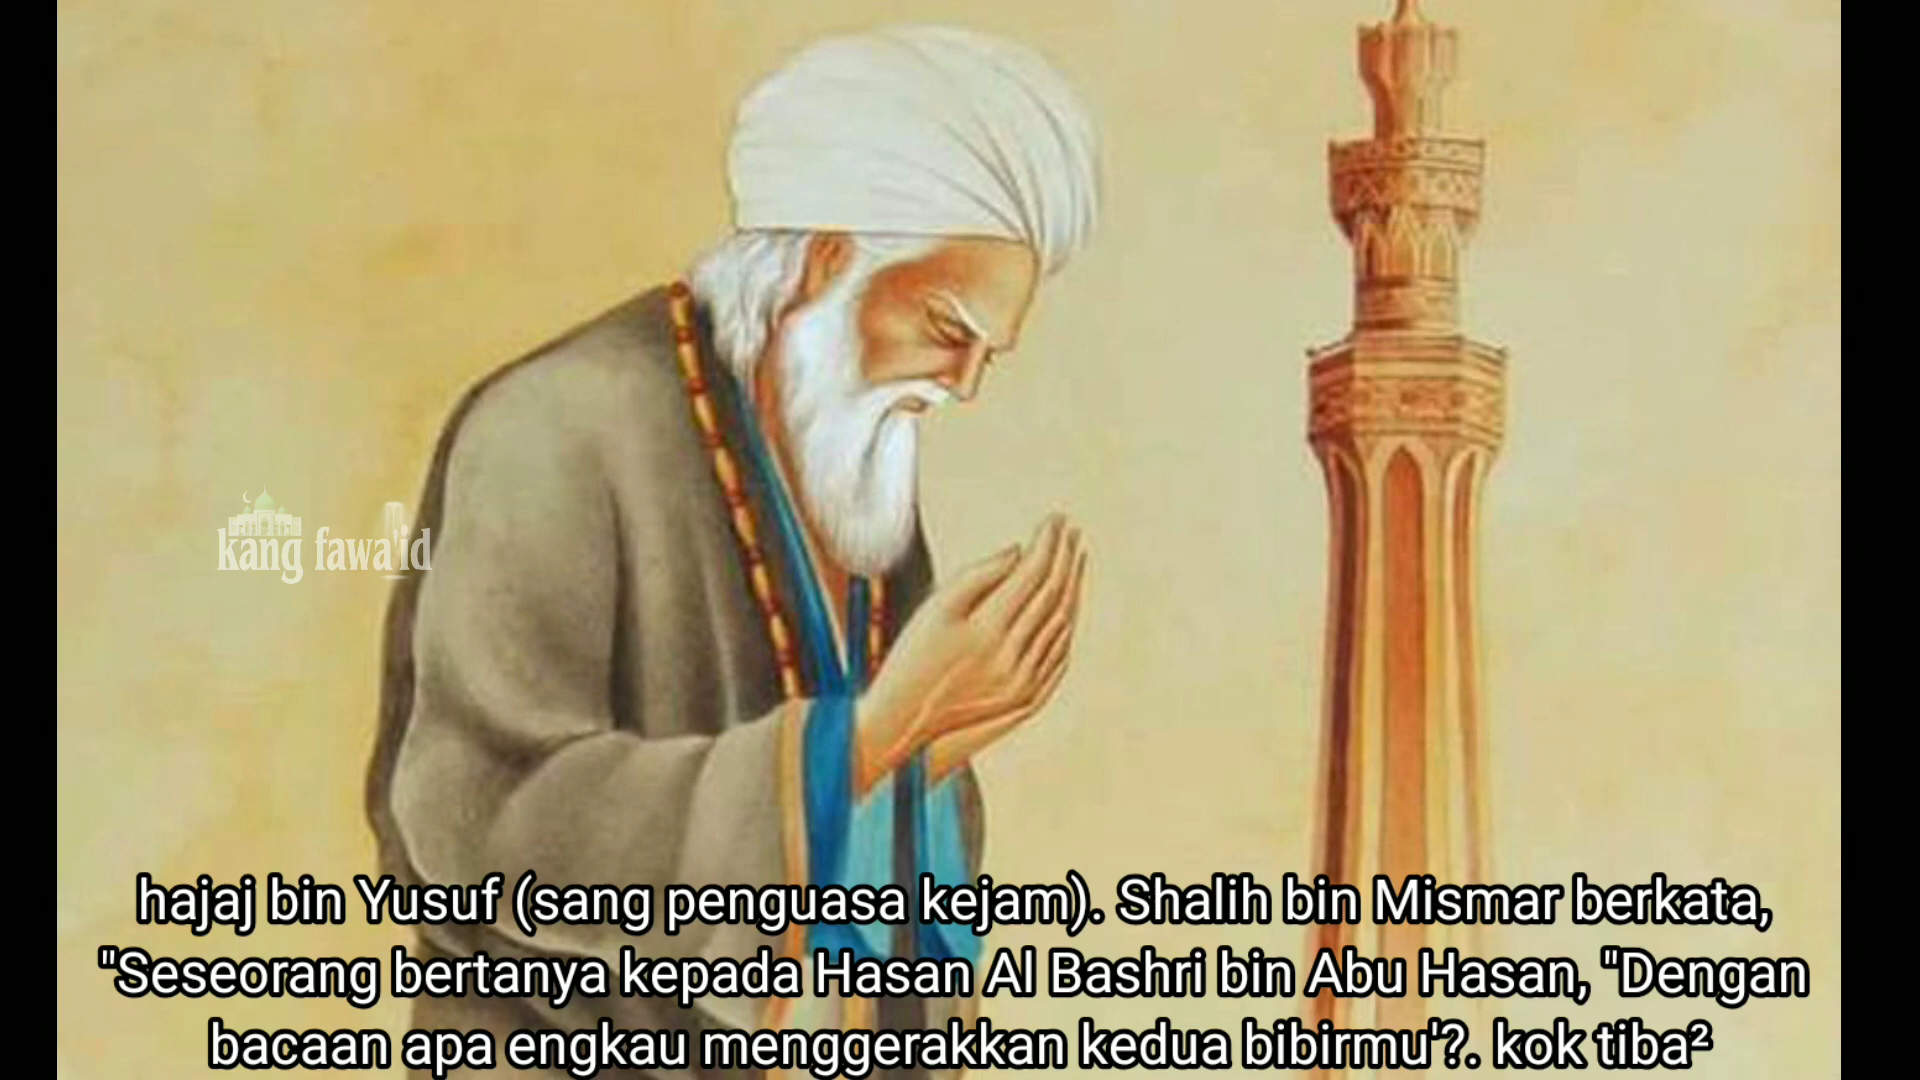 kang fawa'id
hajaj bin Yusuf (sang penguasa kejam). Shalih bin Mismar berkata,
"Seseorang bertanya kepada Hasan Al Bashri bin Abu Hasan, "Dengan
bacaan apa engkau menggerakkan kedua bibirmu'?. kok tiba²